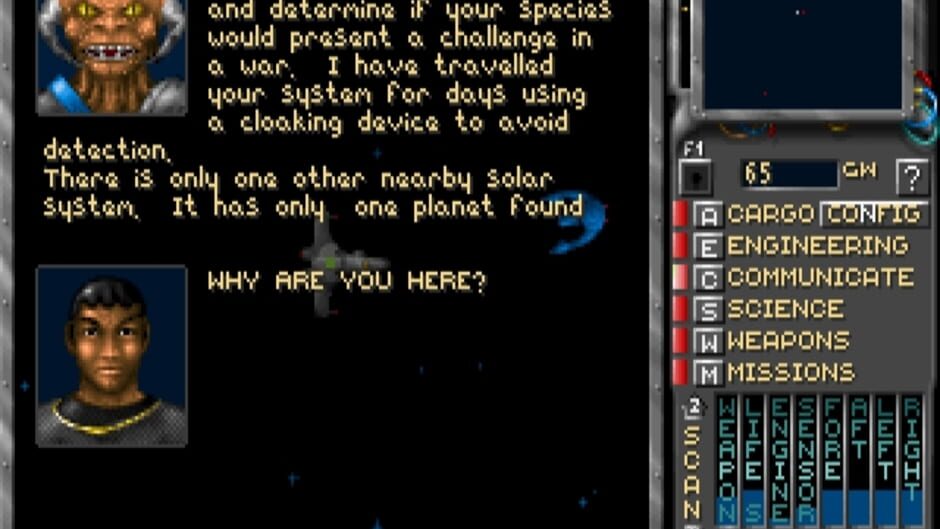 and determine if your species
would present a challenge in
a war. I have travelled
your system for days using
a cloaking device to avoid
detection.
There is only one other nearby solar
system. It has only one planet found
WHY ARE YOU HERE?
F1
65 GW ?
A CARGO CONFIG
E ENGINEERING
C COMMUNICATE
S SCIENCE
W WEAPONS
M MISSIONS
2
SCAN
WEAPON
LIFE S
ENGINE
SENSOR
FORE
AFT
LEFT
RIGHT